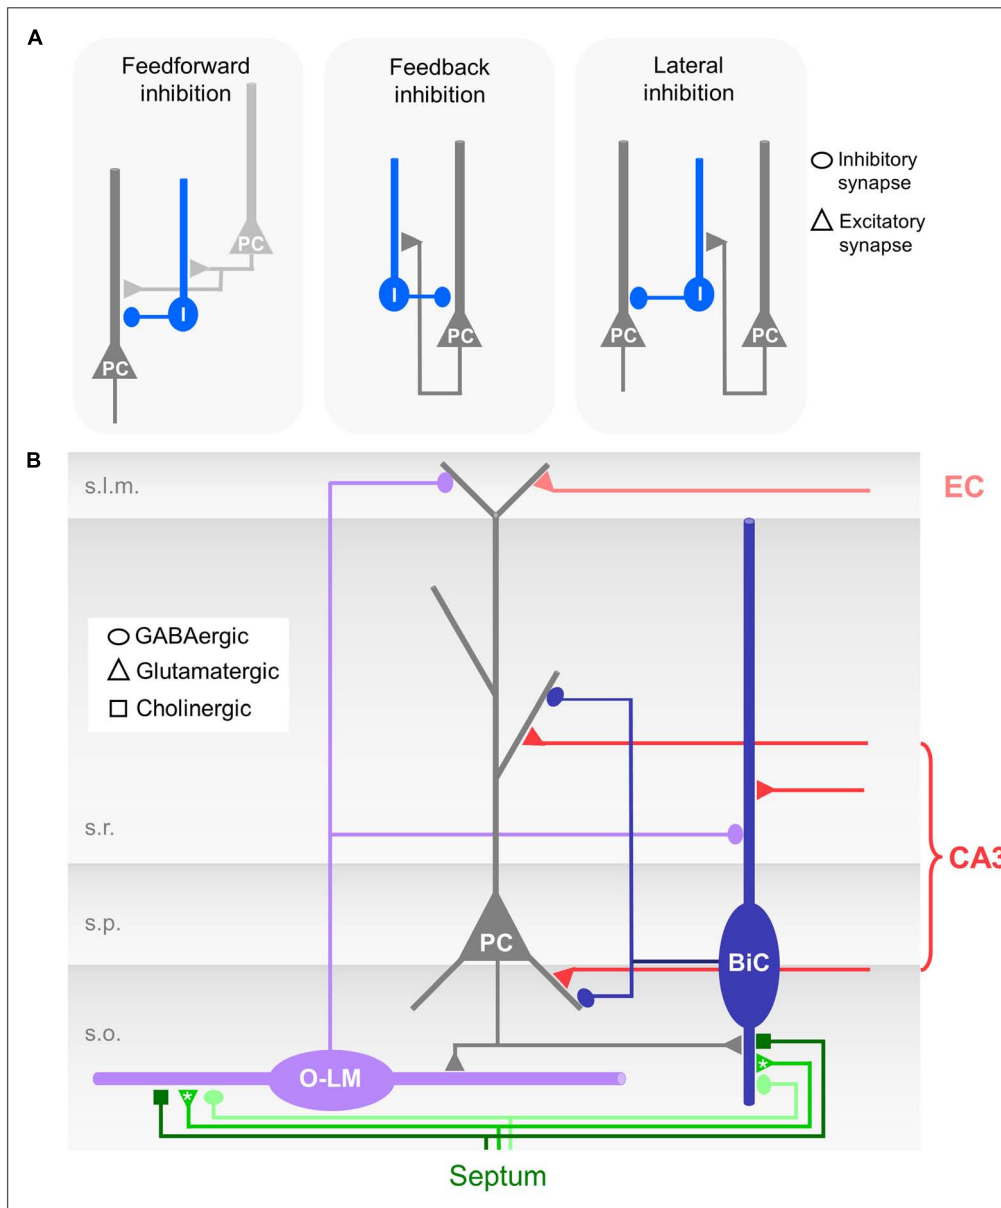 A
Feedforward
inhibition
PC
I
PC
Feedback
inhibition
I
PC
Lateral
inhibition
PC
I
PC
Inhibitory
synapse
Excitatory
synapse
B
s.l.m.
EC
GABAergic
Glutamatergic
Cholinergic
s.r.
CA3
s.p.
PC
BiC
s.o.
O-LM
*
*
Septum